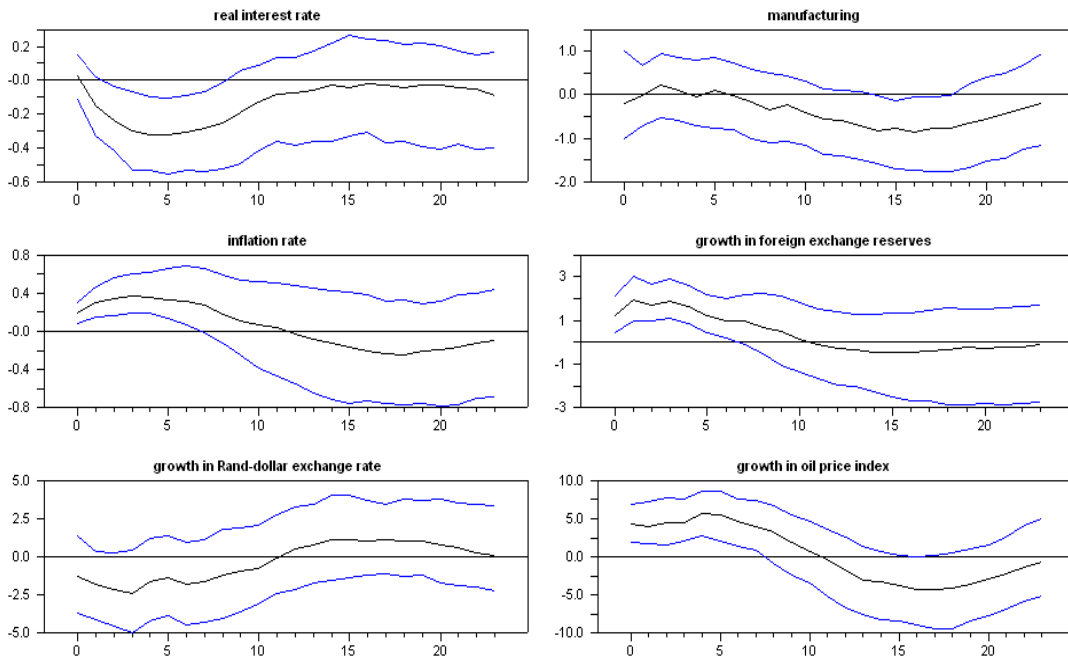 real interest rate
0.2
-0.0
-0.2
-0.4
-0.6
0 5 10 15 20
manufacturing
1.0
0.0
-1.0
-2.0
0 5 10 15 20
inflation rate
0.8
0.4
-0.0
-0.4
-0.8
0 5 10 15 20
growth in foreign exchange reserves
3
1
-1
-3
0 5 10 15 20
growth in Rand-dollar exchange rate
5.0
2.5
0.0
-2.5
-5.0
0 5 10 15 20
growth in oil price index
10.0
5.0
0.0
-5.0
-10.0
0 5 10 15 20